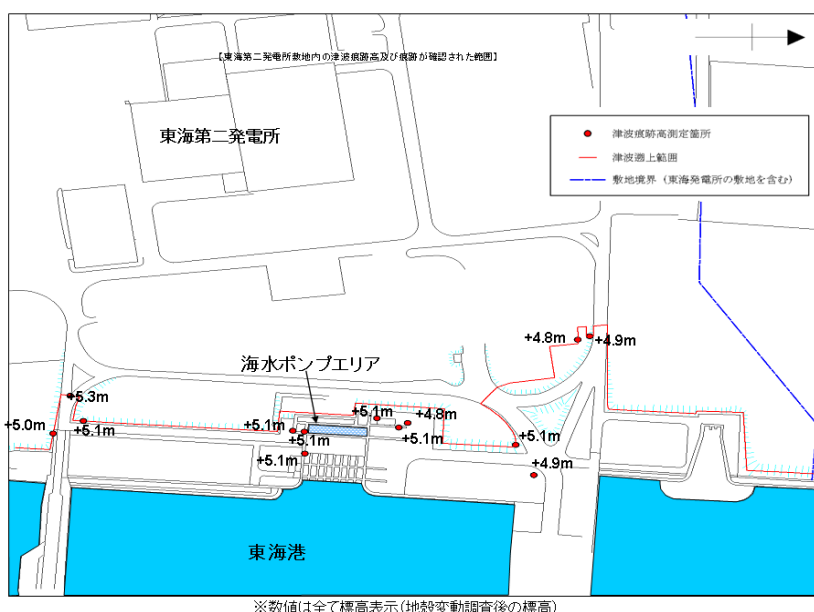 【東海第二発電所敷地内の津波痕跡高及び痕跡が確認された範囲】
東海第二発電所
津波痕跡高測定箇所
津波遡上範囲
敷地境界（東海発電所の敷地を含む）
+4.8m
+4.9m
海水ポンプエリア
+5.3m
+5.0m
+5.1m
+5.1m
+5.1m
+5.1m
+4.8m
+5.1m
+5.1m
+5.1m
+4.9m
東海港
※数値は全て標高表示(地殻変動調査後の標高)